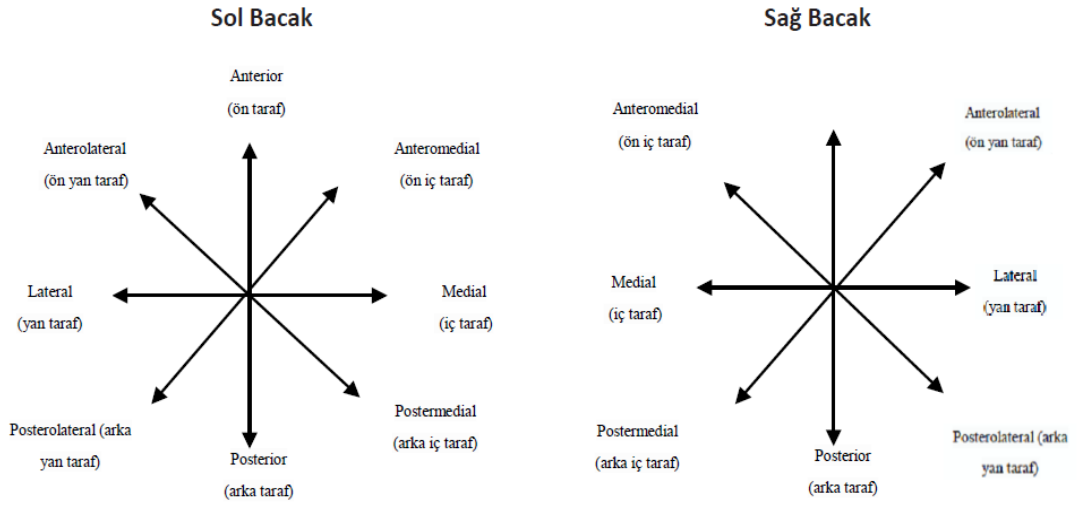 Sol Bacak
Anterior
(ön taraf)
Anterolateral
(ön yan taraf)
Anteromedial
(ön iç taraf)
Lateral
(yan taraf)
Medial
(iç taraf)
Posterolateral (arka
yan taraf)
Posterior
(arka taraf)
Postermedial
(arka iç taraf)
Sağ Bacak
Anteromedial
(ön iç taraf)
Anterolateral
(ön yan taraf)
Medial
(iç taraf)
Lateral
(yan taraf)
Postermedial
(arka iç taraf)
Posterior
(arka taraf)
Posterolateral (arka
yan taraf)